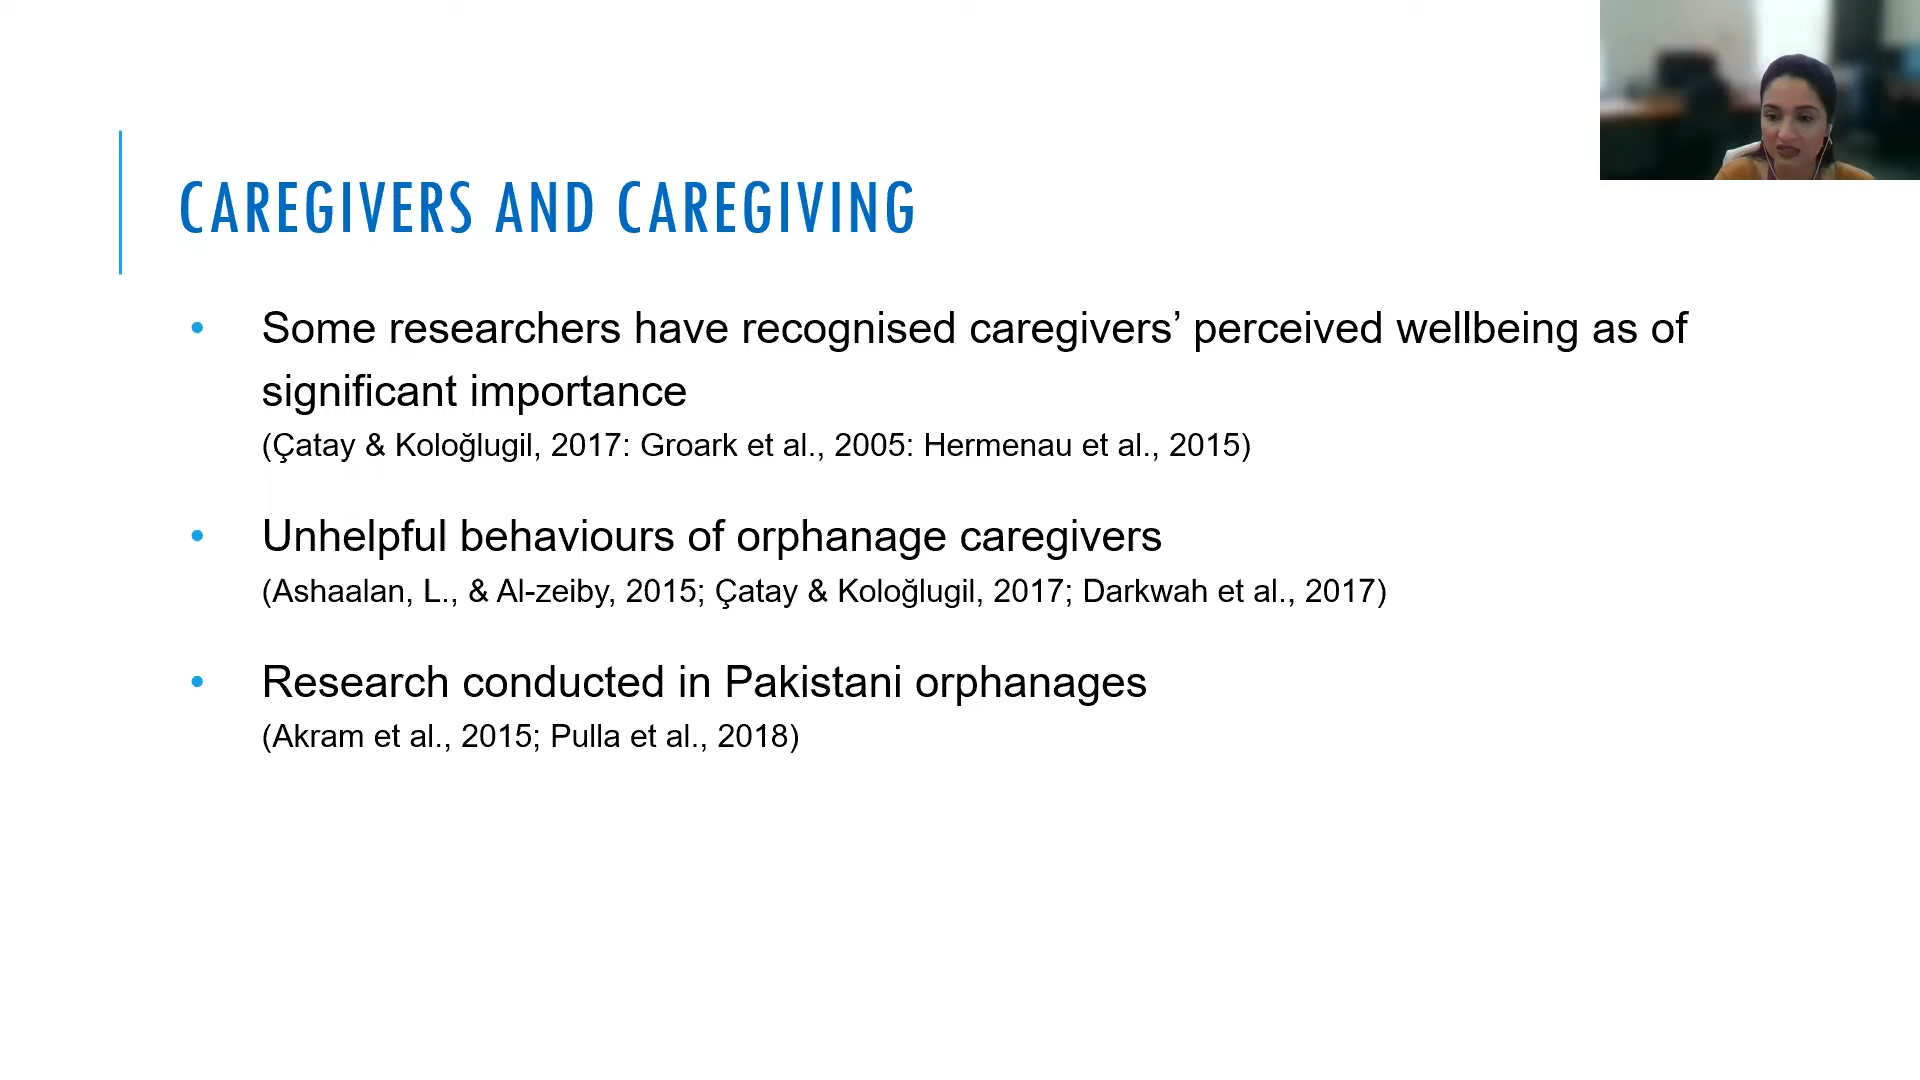 CAREGIVERS AND CAREGIVING
• Some researchers have recognised caregivers’ perceived wellbeing as of
significant importance
(Çatay & Koloğlugil, 2017: Groark et al., 2005: Hermenau et al., 2015)
• Unhelpful behaviours of orphanage caregivers
(Ashaalan, L., & Al-zeiby, 2015; Çatay & Koloğlugil, 2017; Darkwah et al., 2017)
• Research conducted in Pakistani orphanages
(Akram et al., 2015; Pulla et al., 2018)